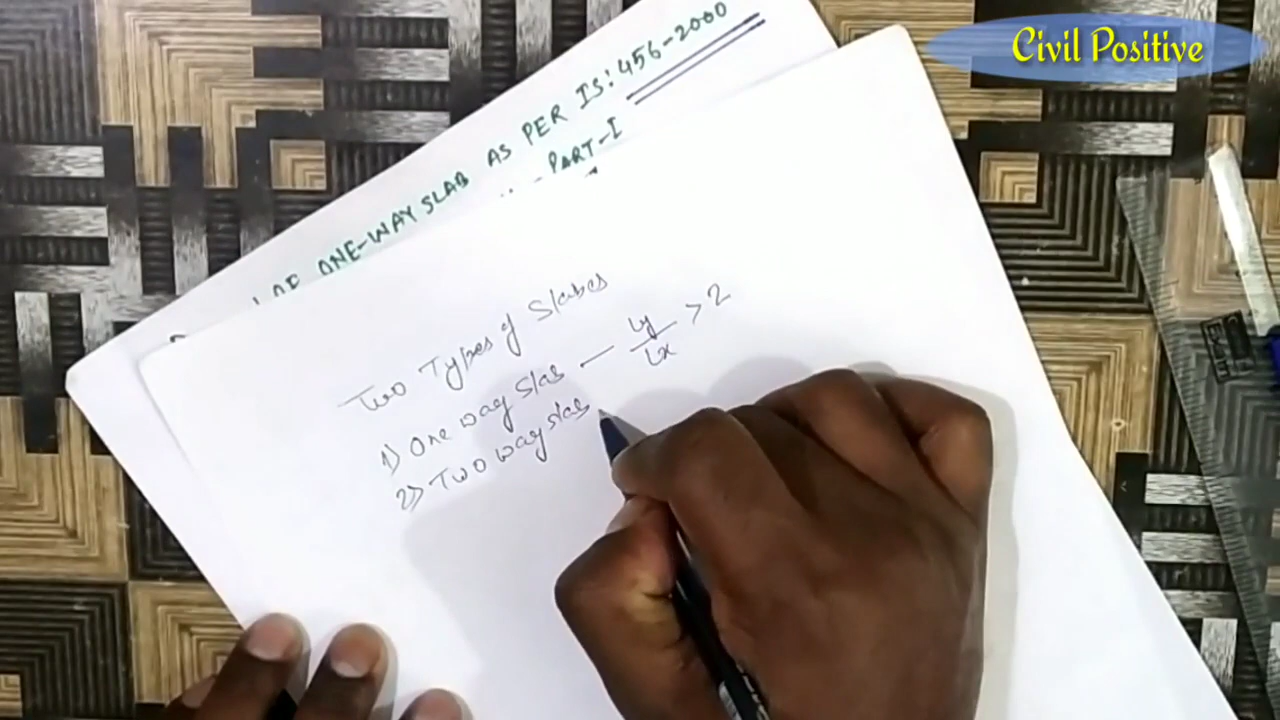 Civil Positive
ONE-WAY SLAB AS PER IS:456-2000
PART-I
Two Types of Slabes
1) One way Slab — ly/lx > 2
2) Two way slab